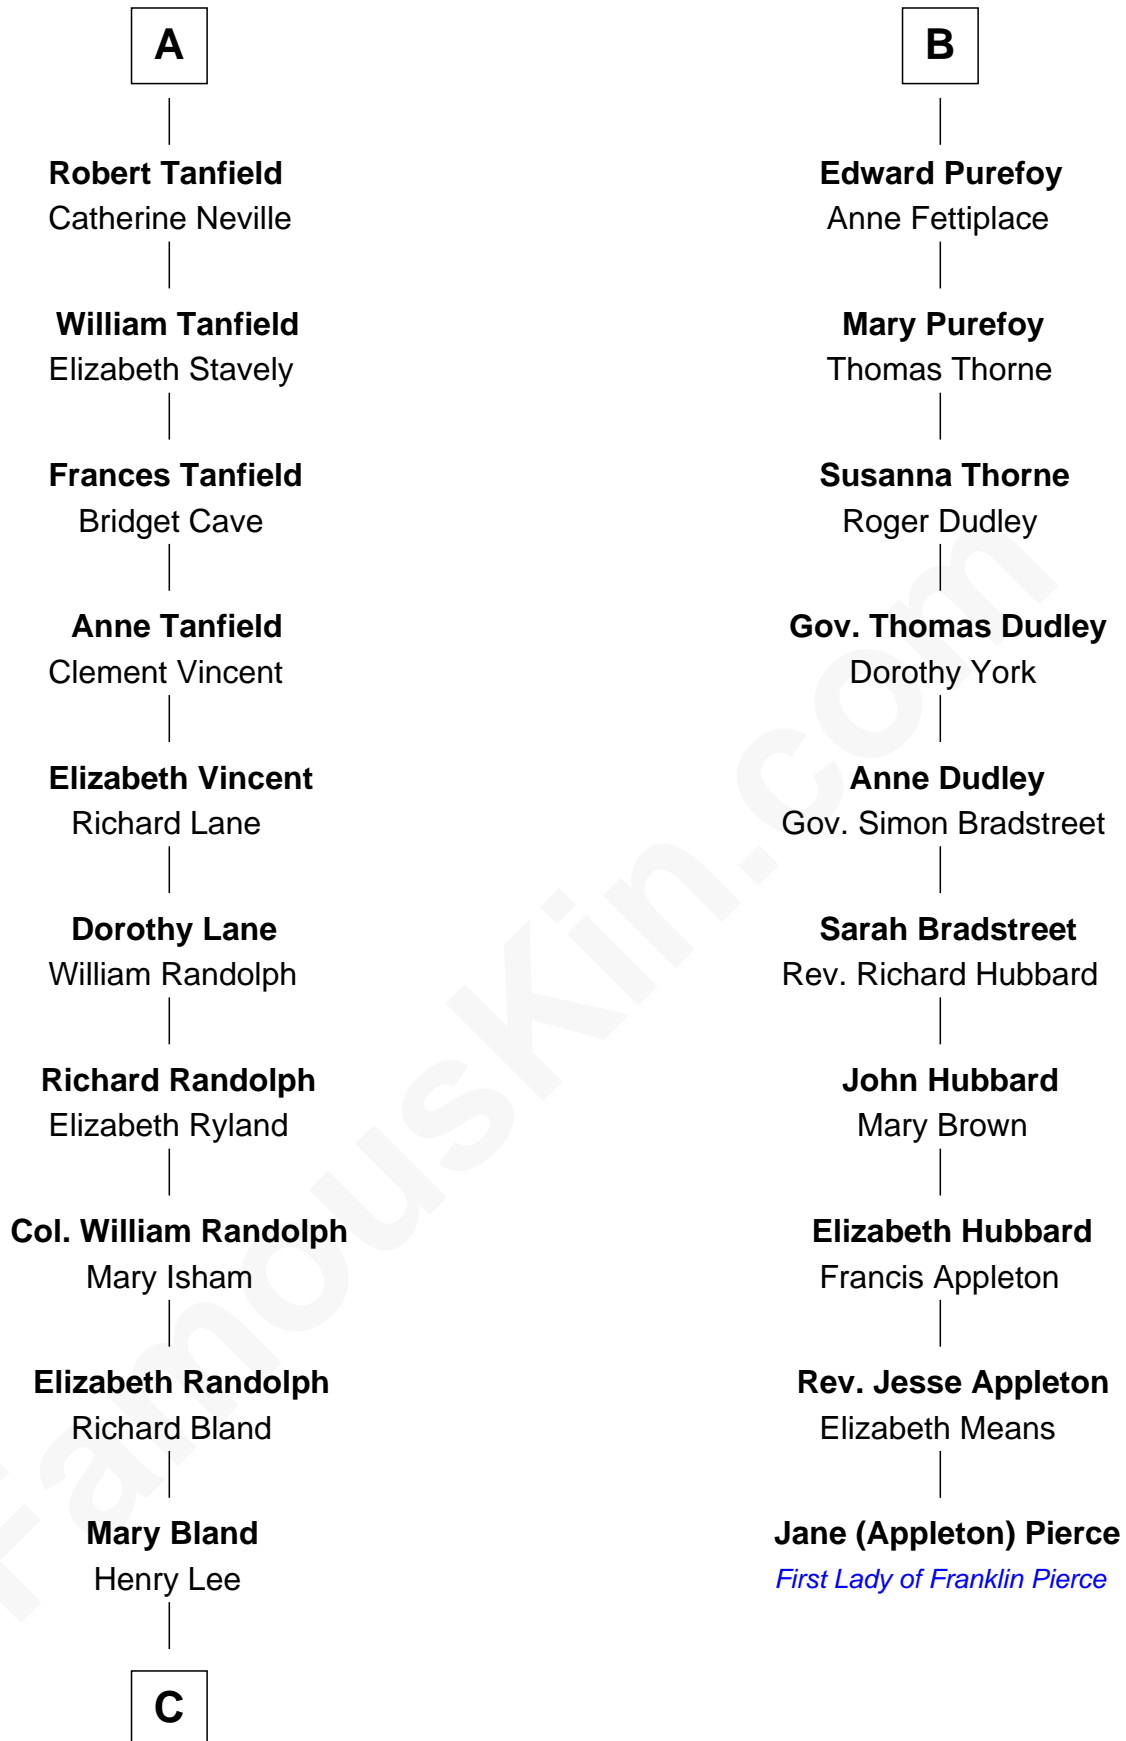 A
Robert Tanfield
Catherine Neville
William Tanfield
Elizabeth Stavely
Frances Tanfield
Bridget Cave
Anne Tanfield
Clement Vincent
Elizabeth Vincent
Richard Lane
Dorothy Lane
William Randolph
Richard Randolph
Elizabeth Ryland
Col. William Randolph
Mary Isham
Elizabeth Randolph
Richard Bland
Mary Bland
Henry Lee
C
B
Edward Purefoy
Anne Fettiplace
Mary Purefoy
Thomas Thorne
Susanna Thorne
Roger Dudley
Gov. Thomas Dudley
Dorothy York
Anne Dudley
Gov. Simon Bradstreet
Sarah Bradstreet
Rev. Richard Hubbard
John Hubbard
Mary Brown
Elizabeth Hubbard
Francis Appleton
Rev. Jesse Appleton
Elizabeth Means
Jane (Appleton) Pierce
First Lady of Franklin Pierce
FamousKin.com